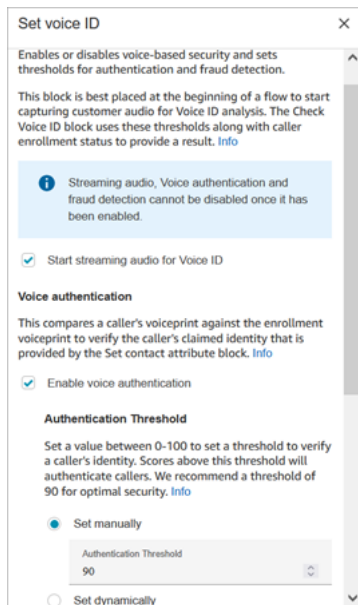 Set voice ID
Enables or disables voice-based security and sets
thresholds for authentication and fraud detection.
This block is best placed at the beginning of a flow to start
capturing customer audio for Voice ID analysis. The Check
Voice ID block uses these thresholds along with caller
enrollment status to provide a result. Info
Streaming audio, Voice authentication and
fraud detection cannot be disabled once it has
been enabled.
Start streaming audio for Voice ID
Voice authentication
This compares a caller's voiceprint against the enrollment
voiceprint to verify the caller's claimed identity that is
provided by the Set contact attribute block. Info
Enable voice authentication
Authentication Threshold
Set a value between 0-100 to set a threshold to verify
a caller's identity. Scores above this threshold will
authenticate callers. We recommend a threshold of
90 for optimal security. Info
Set manually
Authentication Threshold
90
Set dynamically